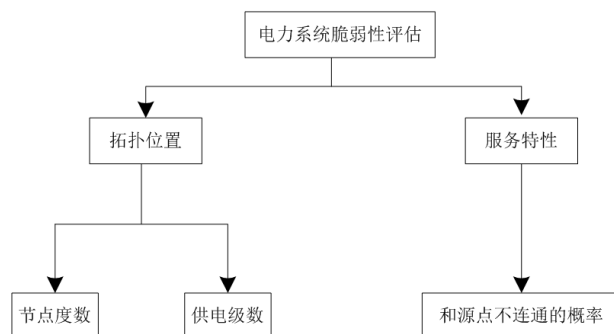 电力系统脆弱性评估
拓扑位置
服务特性
节点度数
供电级数
和源点不连通的概率